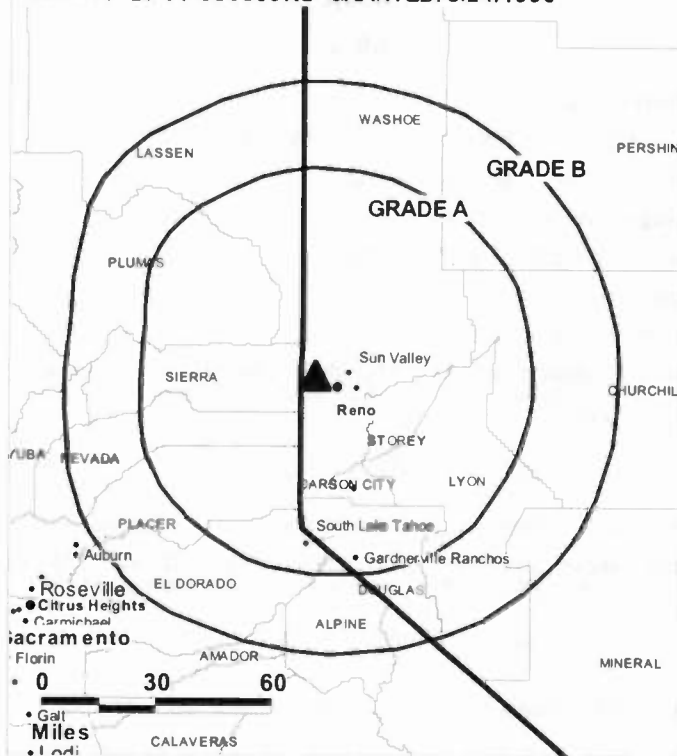 WASHOE
LASSEN
PERSHIN
GRADE B
GRADE A
PLUMAS
Sun Valley
SIERRA
CHURCHIL
Reno
STOREY
YUBA NEVADA
CARSON CITY
LYON
PLACER
South Lake Tahoe
Auburn
Gardnerville Ranchos
EL DORADO
DOUGLAS
Roseville
Citrus Heights
ALPINE
Carmichael
Sacramento
Florin
AMADOR
MINERAL
0 30 60
Galt
Miles
CALAVERAS
Lodi